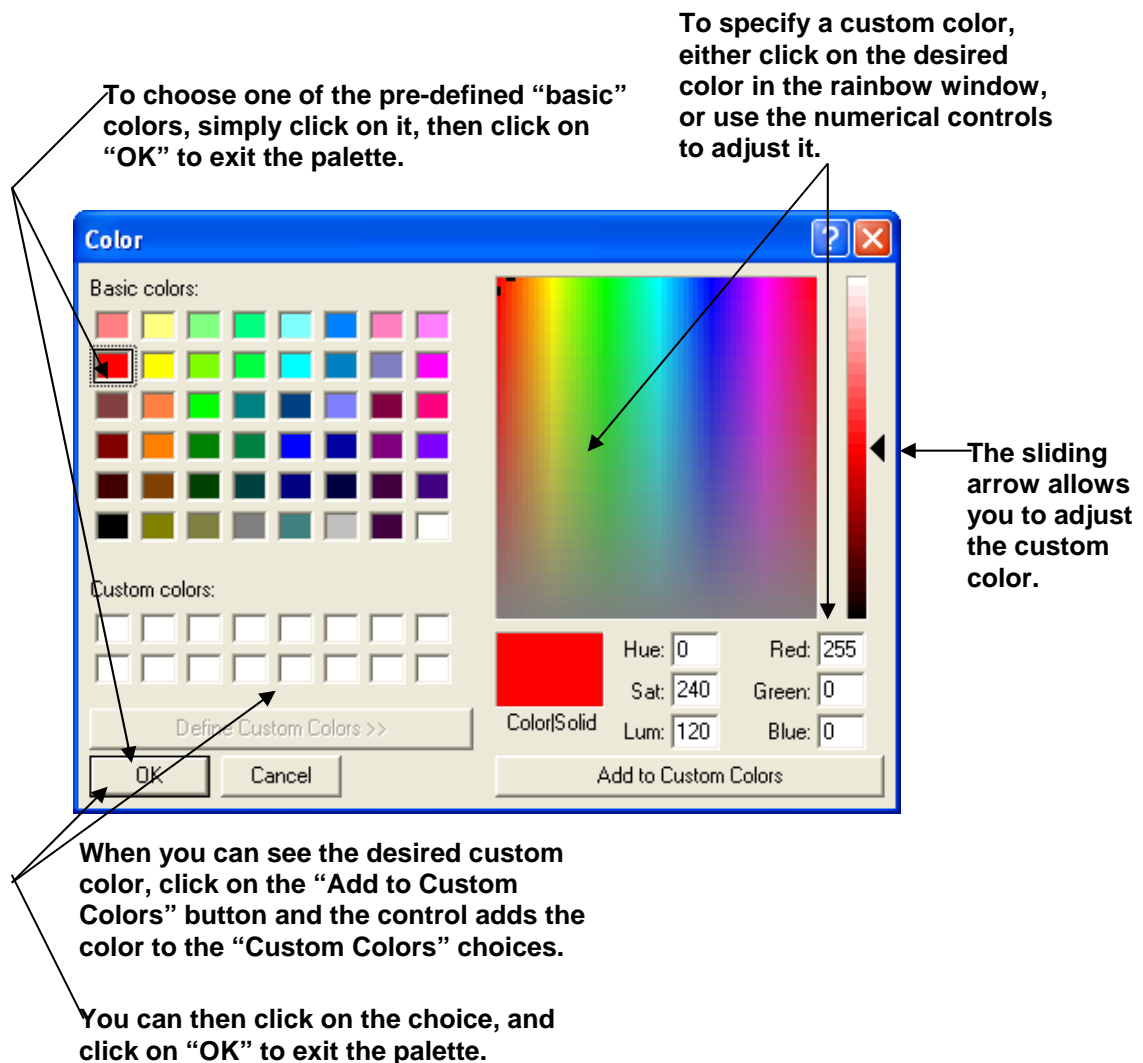 To specify a custom color,
either click on the desired
color in the rainbow window,
or use the numerical controls
to adjust it.
To choose one of the pre-defined “basic”
colors, simply click on it, then click on
“OK” to exit the palette.
Color
Basic colors:
Custom colors:
Define Custom Colors >>
OK
Cancel
Color|Solid
Hue: 0
Sat: 240
Lum: 120
Red: 255
Green: 0
Blue: 0
Add to Custom Colors
The sliding
arrow allows
you to adjust
the custom
color.
When you can see the desired custom
color, click on the “Add to Custom
Colors” button and the control adds the
color to the “Custom Colors” choices.
You can then click on the choice, and
click on “OK” to exit the palette.